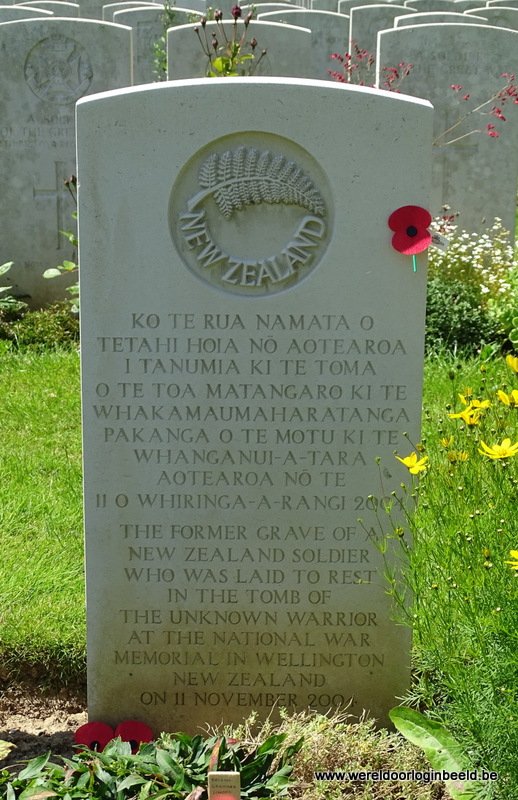 NEW ZEALAND
KO TE RUA NAMATA O
TETAHI HOIA NŌ AOTEAROA
I TANUMIA KI TE TOMA
O TE TOA MATANGARO KI TE
WHAKAMAUMAHARATANGA
PAKANGA O TE MOTU KI TE
WHANGANUI-A-TARA
AOTEAROA NŌ TE
11 O WHIRINGA-A-RANGI 2004
THE FORMER GRAVE OF A
NEW ZEALAND SOLDIER
WHO WAS LAID TO REST
IN THE TOMB OF
THE UNKNOWN WARRIOR
AT THE NATIONAL WAR
MEMORIAL IN WELLINGTON
NEW ZEALAND
ON 11 NOVEMBER 2004
www.wereldoorloginbeeld.be